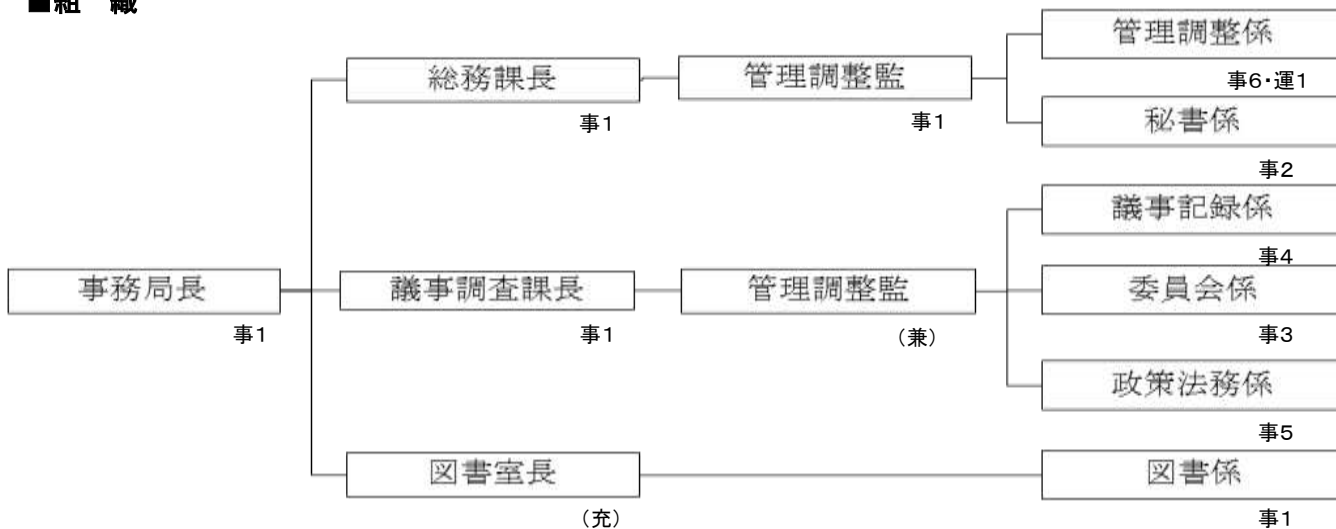 ■組　織
管理調整係
総務課長
管理調整監
事6・運1
事1
事1
秘書係
事2
議事記録係
事4
事務局長
議事調査課長
管理調整監
委員会係
事1
事1
（兼）
事3
政策法務係
事5
図書室長
図書係
（充）
事1